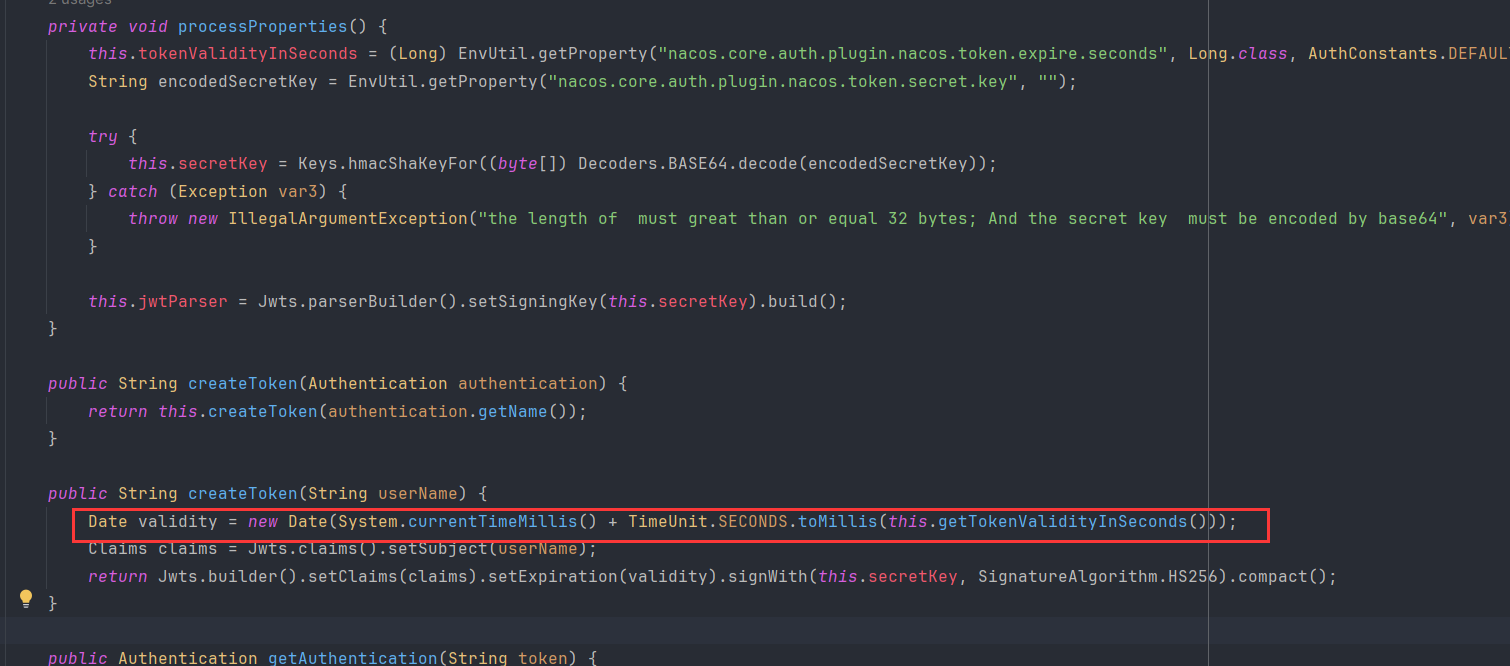 2 usages
private void processProperties() {
this.tokenValidityInSeconds = (Long) EnvUtil.getProperty("nacos.core.auth.plugin.nacos.token.expire.seconds", Long.class, AuthConstants.DEFAUL
String encodedSecretKey = EnvUtil.getProperty("nacos.core.auth.plugin.nacos.token.secret.key", "");
try {
this.secretKey = Keys.hmacShaKeyFor((byte[]) Decoders.BASE64.decode(encodedSecretKey));
} catch (Exception var3) {
throw new IllegalArgumentException("the length of  must great than or equal 32 bytes; And the secret key  must be encoded by base64", var3
}
this.jwtParser = Jwts.parserBuilder().setSigningKey(this.secretKey).build();
}
public String createToken(Authentication authentication) {
return this.createToken(authentication.getName());
}
public String createToken(String userName) {
Date validity = new Date(System.currentTimeMillis() + TimeUnit.SECONDS.toMillis(this.getTokenValidityInSeconds()));
Claims claims = Jwts.claims().setSubject(userName);
return Jwts.builder().setClaims(claims).setExpiration(validity).signWith(this.secretKey, SignatureAlgorithm.HS256).compact();
}
public Authentication getAuthentication(String token) {